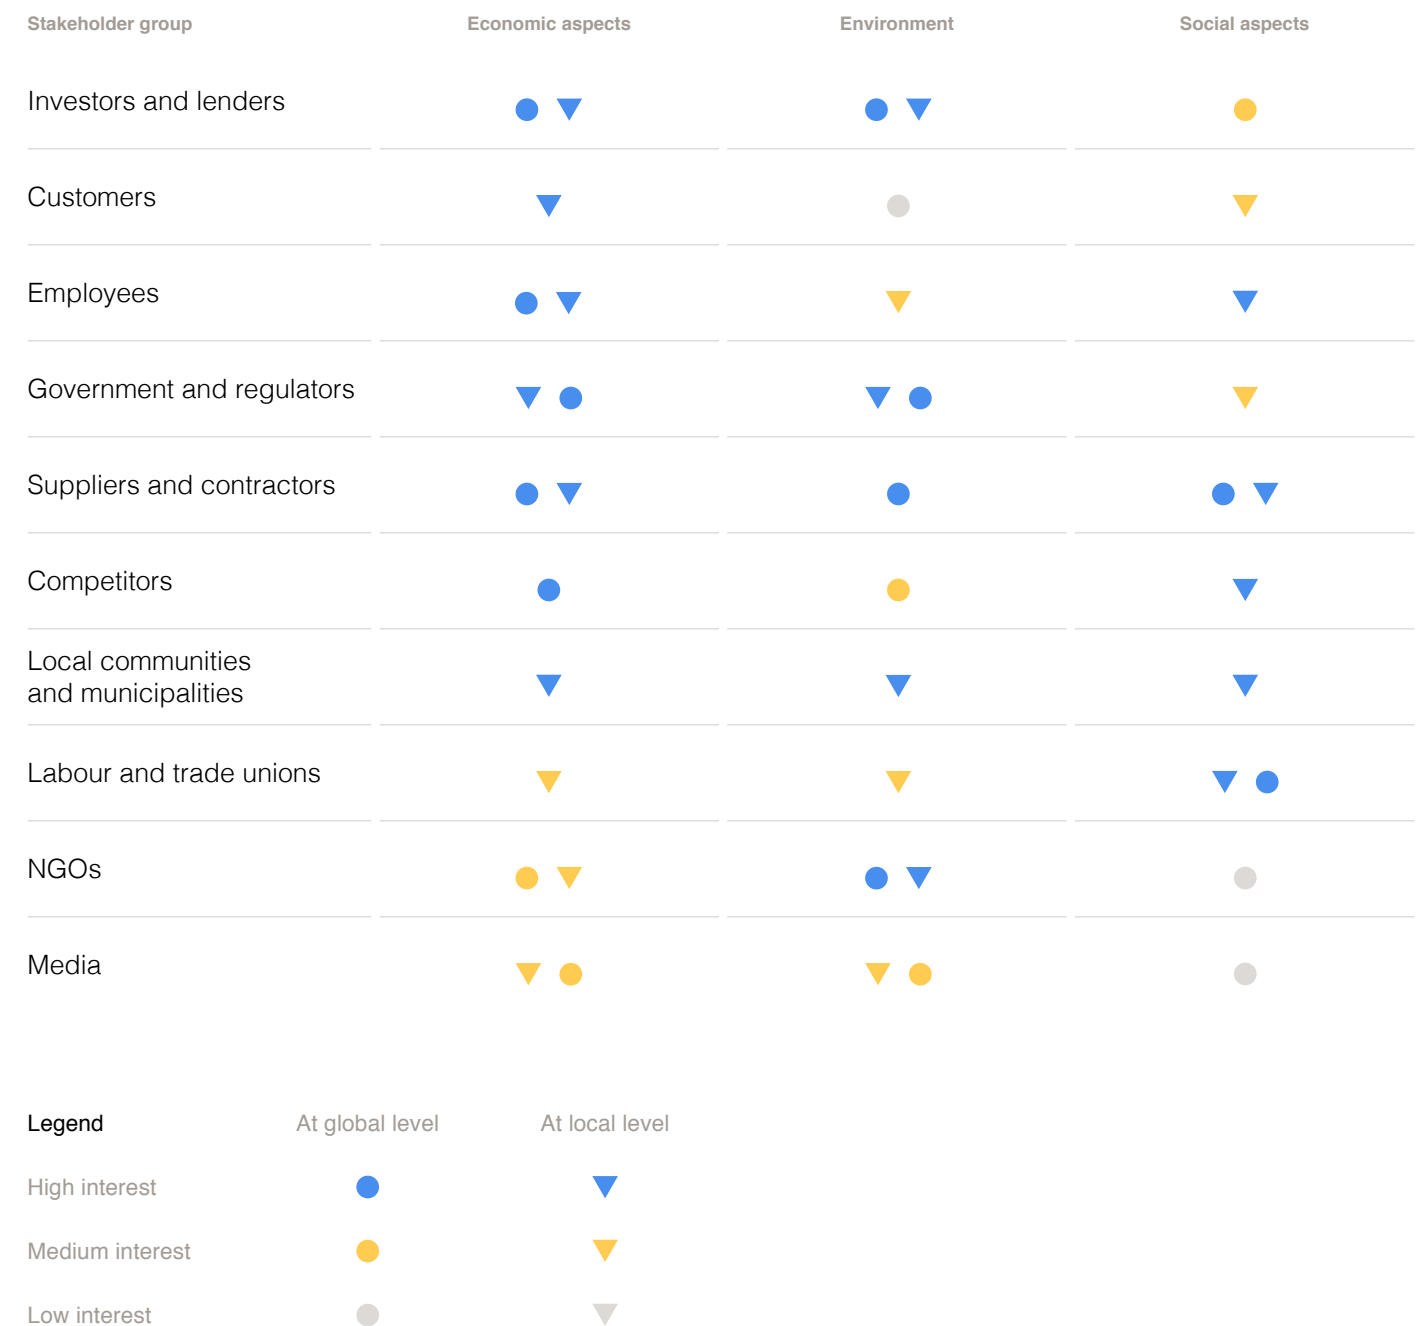 Stakeholder group Economic aspects Environment Social aspects
Investors and lenders
Customers
Employees
Government and regulators
Suppliers and contractors
Competitors
Local communities
and municipalities
Labour and trade unions
NGOs
Media
Legend At global level At local level
High interest
Medium interest
Low interest